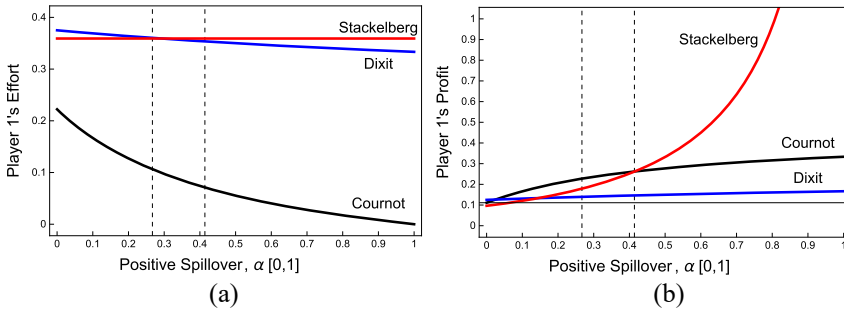 0.4
0.3
0.2
0.1
0
Player 1's Effort
Stackelberg
Dixit
Cournot
0 0.1 0.2 0.3 0.4 0.5 0.6 0.7 0.8 0.9 1
Positive Spillover, α [0,1]
(a)
1
0.9
0.8
0.7
0.6
0.5
0.4
0.3
0.2
0.1
0.0
Player 1's Profit
Stackelberg
Cournot
Dixit
0 0.1 0.2 0.3 0.4 0.5 0.6 0.7 0.8 0.9 1
Positive Spillover, α [0,1]
(b)